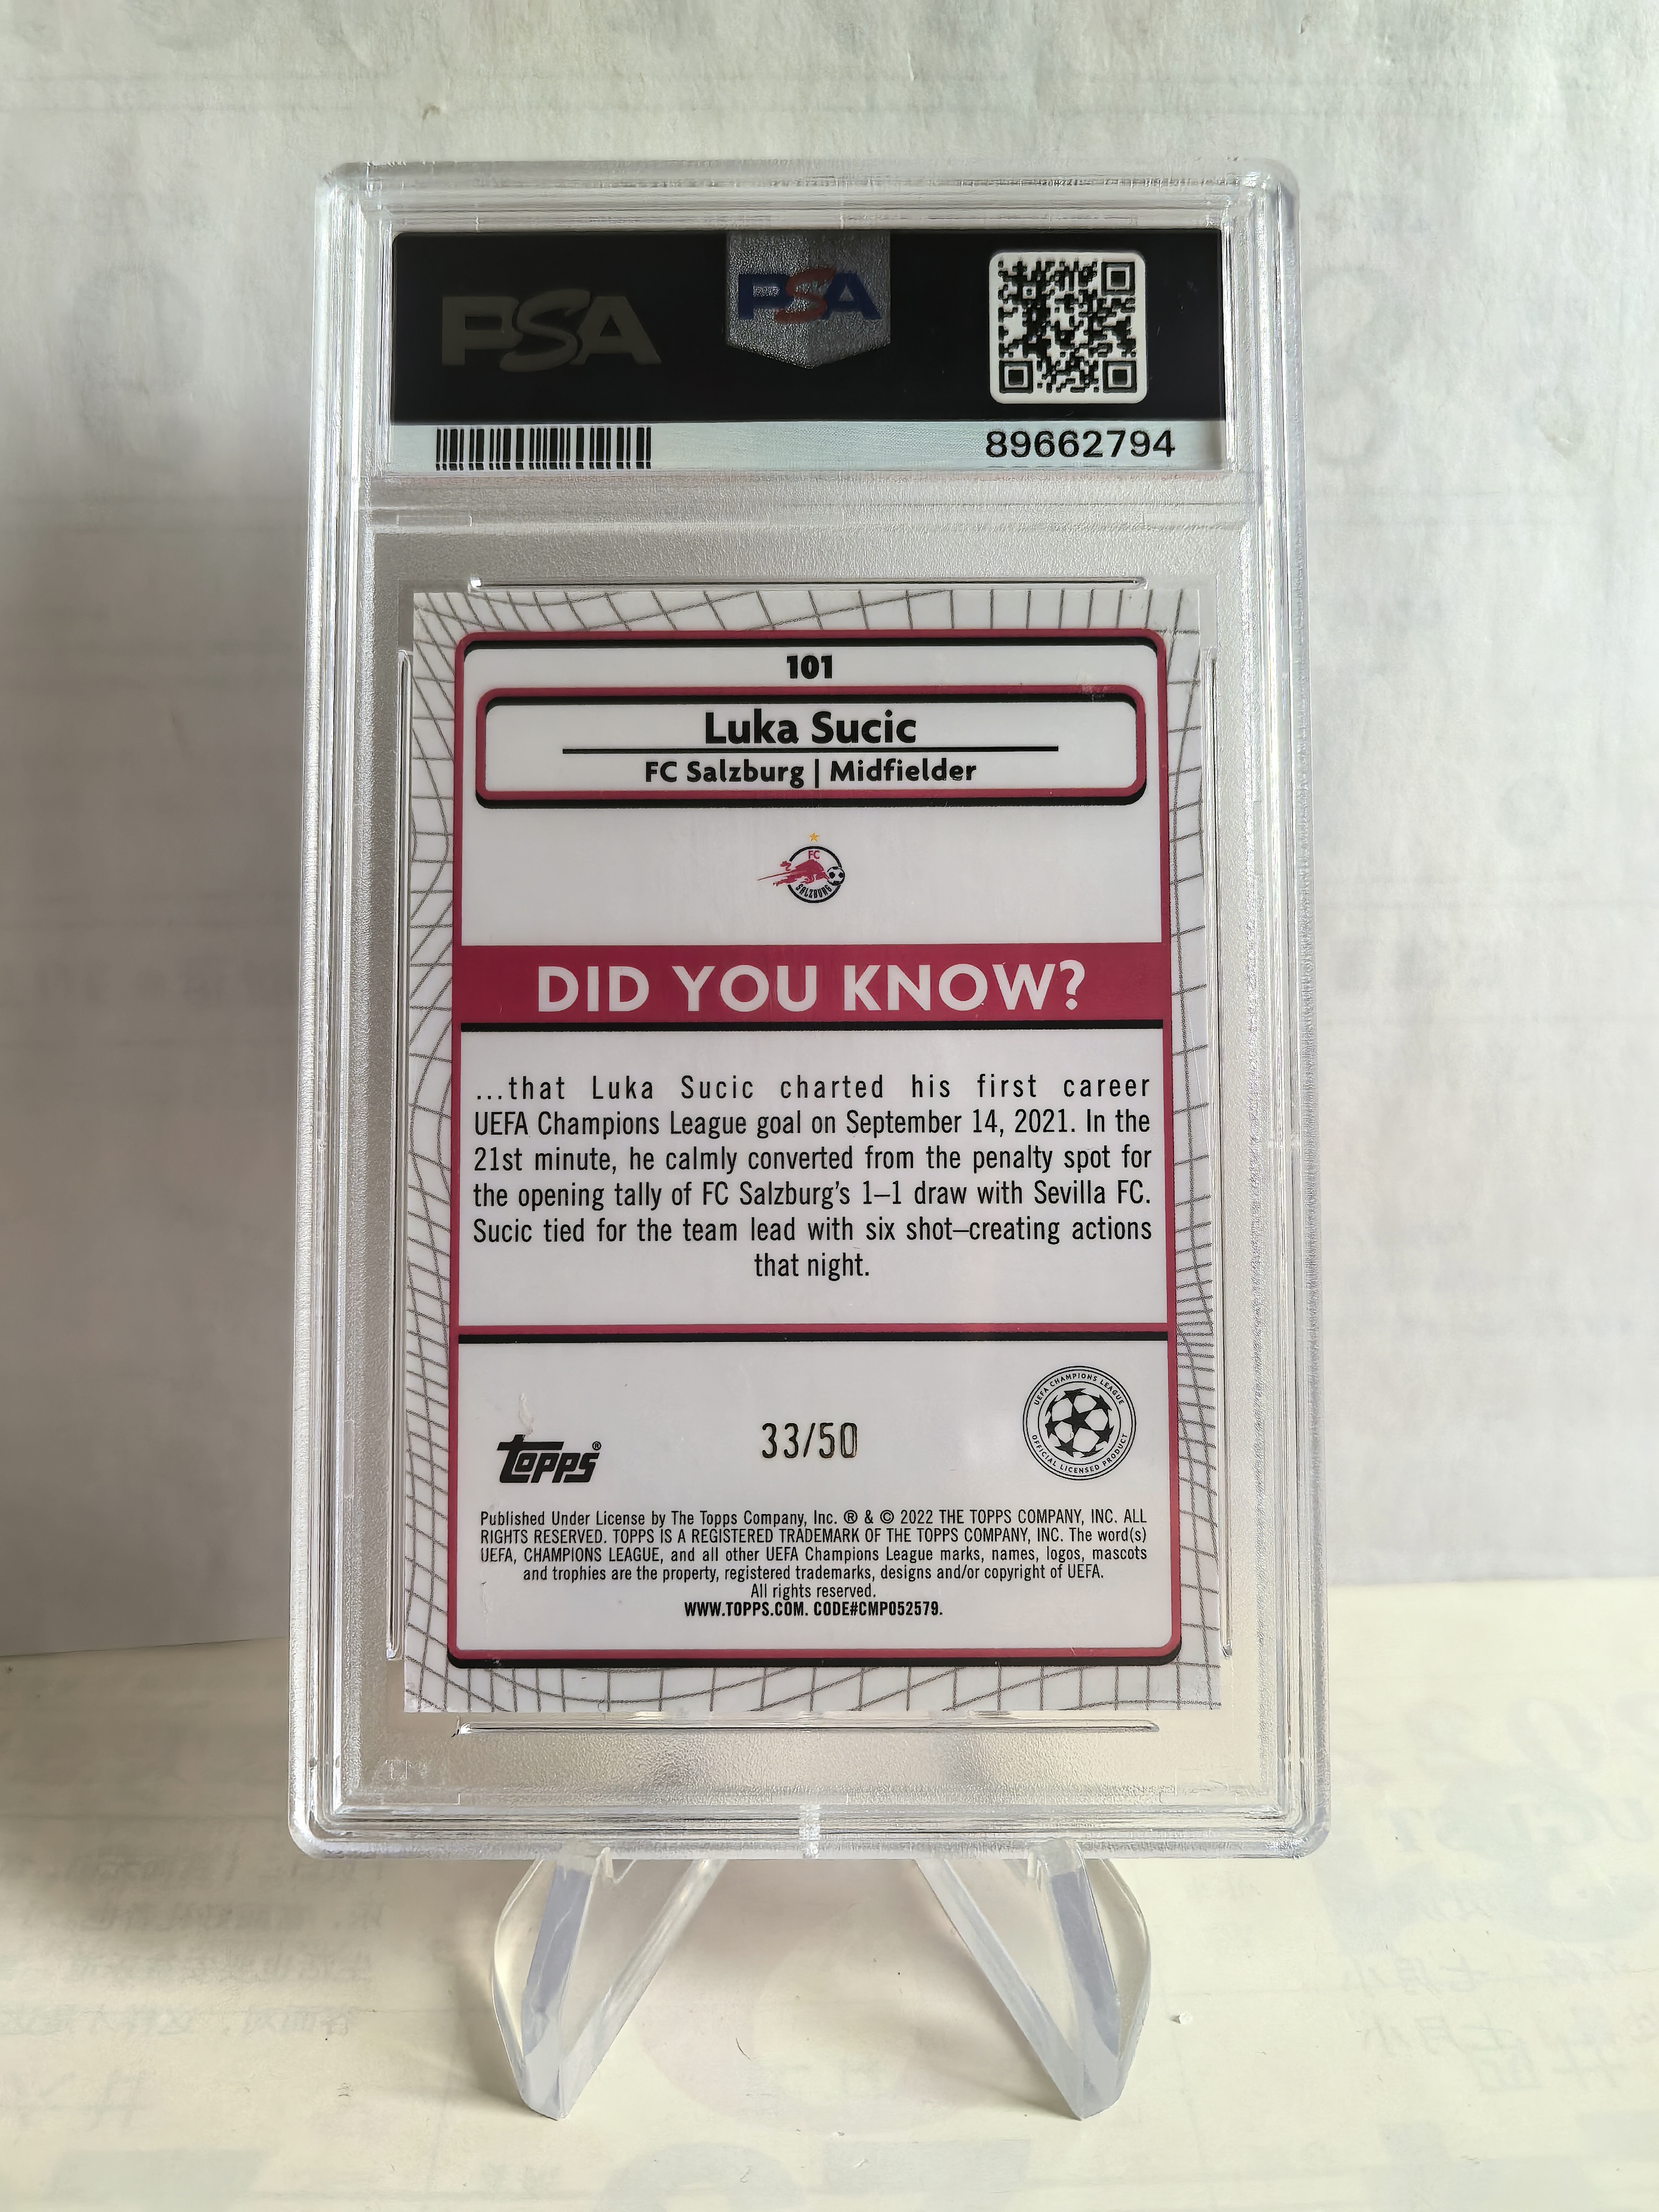 PSA
PSA
89662794
101
Luka Sucic
FC Salzburg | Midfielder
FC
SALZBURG
DID YOU KNOW?
...that Luka Sucic charted his first career
UEFA Champions League goal on September 14, 2021. In the
21st minute, he calmly converted from the penalty spot for
the opening tally of FC Salzburg's 1–1 draw with Sevilla FC.
Sucic tied for the team lead with six shot–creating actions
that night.
topps®
33/50
UEFA CHAMPIONS LEAGUE
OFFICIAL LICENSED PRODUCT
Published Under License by The Topps Company, Inc. ® & © 2022 THE TOPPS COMPANY, INC. ALL
RIGHTS RESERVED. TOPPS IS A REGISTERED TRADEMARK OF THE TOPPS COMPANY, INC. The word(s)
UEFA, CHAMPIONS LEAGUE, and all other UEFA Champions League marks, names, logos, mascots
and trophies are the property, registered trademarks, designs and/or copyright of UEFA.
All rights reserved.
WWW.TOPPS.COM. CODE#CMP052579.